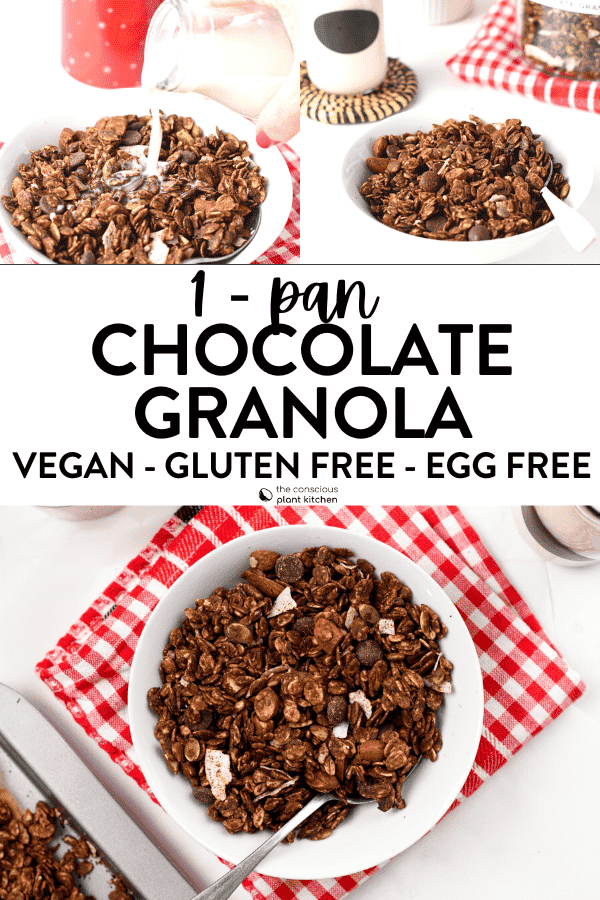 1 - pan
CHOCOLATE
GRANOLA
VEGAN - GLUTEN FREE - EGG FREE
the conscious
plant kitchen